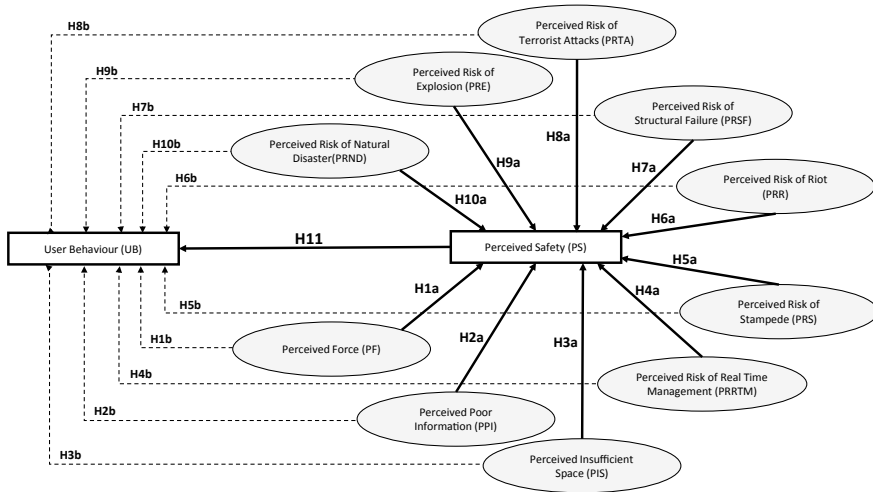 H8b
Perceived Risk of
Terrorist Attacks (PRTA)
H9b
Perceived Risk of
Explosion (PRE)
H7b
Perceived Risk of
Structural Failure (PRSF)
H8a
H10b
Perceived Risk of Natural
Disaster(PRND)
H9a
H7a
H6b
Perceived Risk of Riot
(PRR)
H10a
H6a
H11
User Behaviour (UB)
Perceived Safety (PS)
H5a
H1a
H4a
H5b
Perceived Risk of
Stampede (PRS)
H1b
H2a
H3a
Perceived Force (PF)
H4b
Perceived Risk of Real Time
Management (PRRTM)
H2b
Perceived Poor
Information (PPI)
H3b
Perceived Insufficient
Space (PIS)